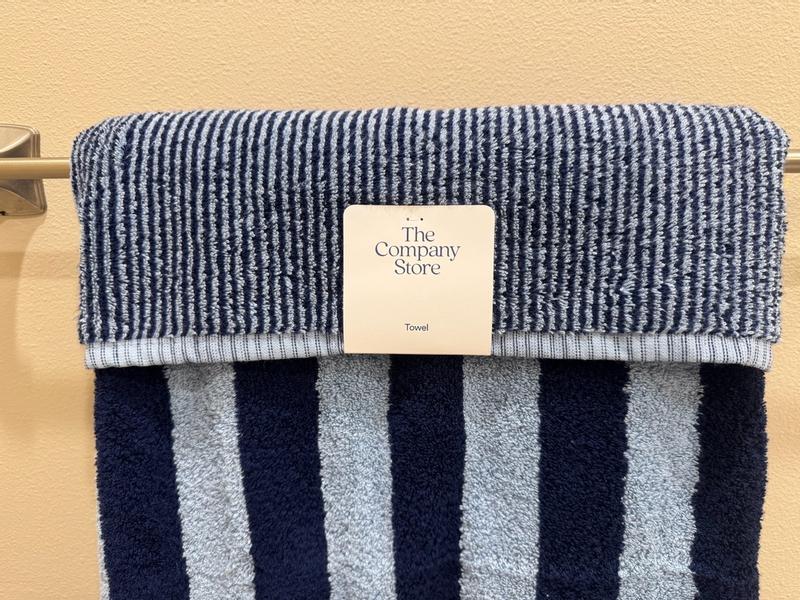 The
Company
Store
Towel